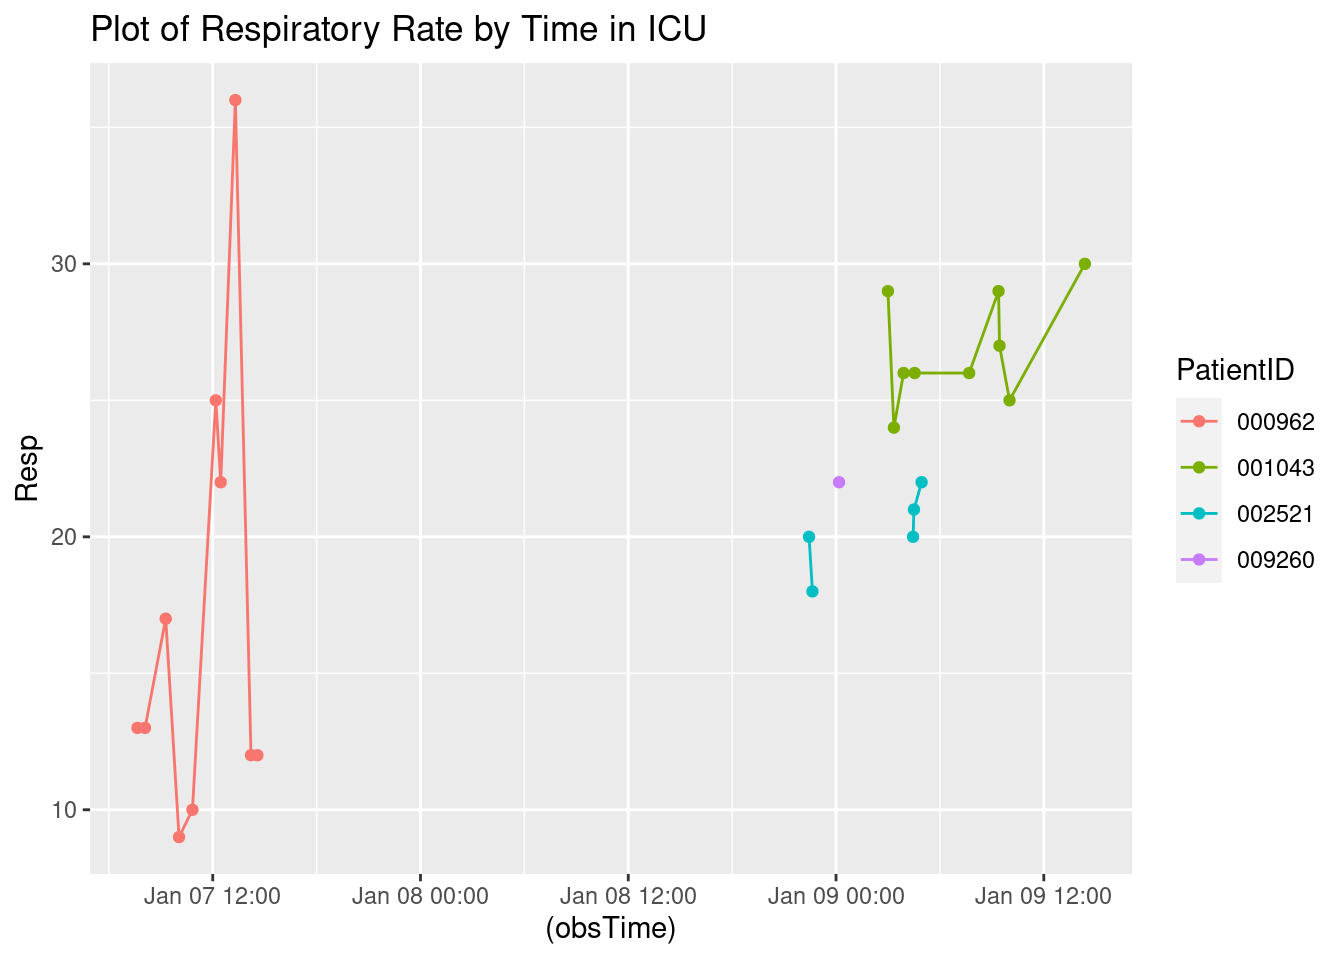 Plot of Respiratory Rate by Time in ICU
Resp
30
20
10
Jan 07 12:00
Jan 08 00:00
Jan 08 12:00
Jan 09 00:00
Jan 09 12:00
(obsTime)
PatientID
000962
001043
002521
009260